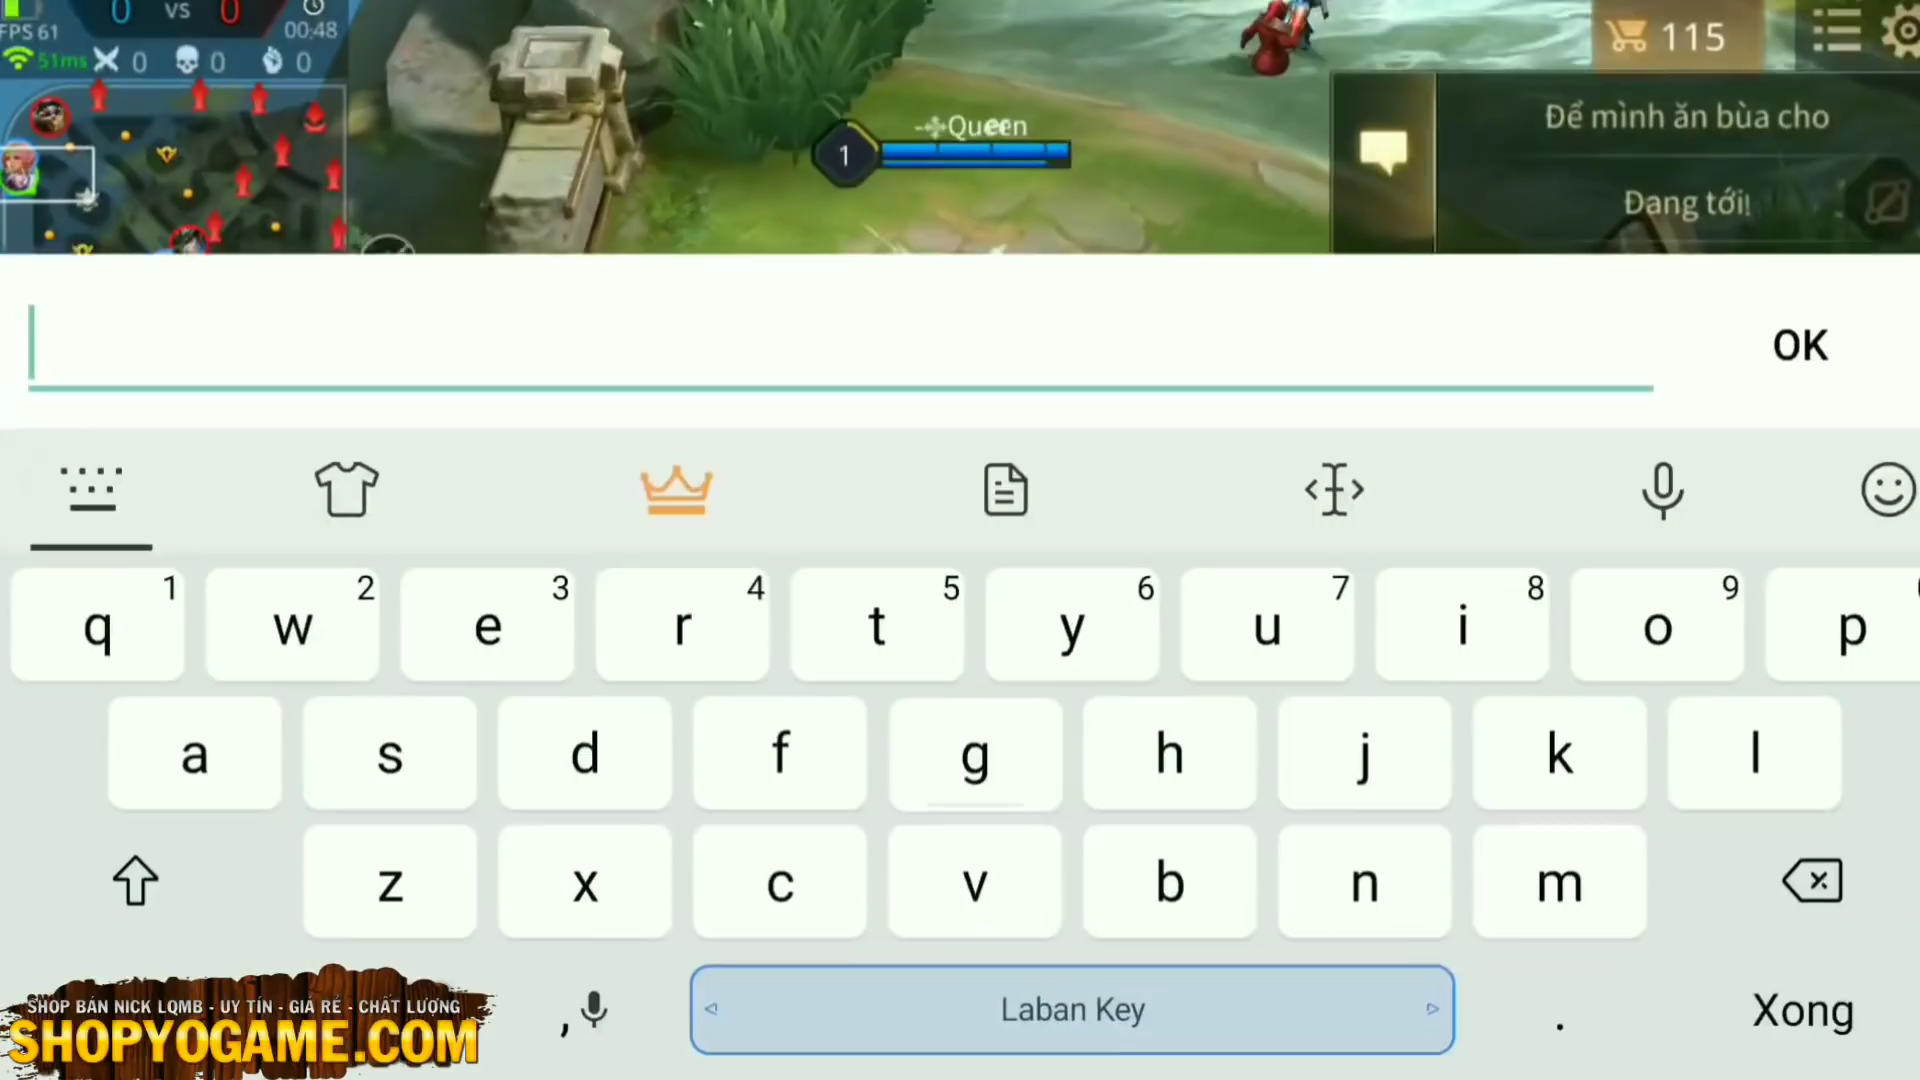 0 VS 0
FPS 61
00:48
51ms 0 0 0
115
Để mình ăn bùa cho
Queen
1
Đang tới!
OK
q 1 w 2 e 3 r 4 t 5 y 6 u 7 i 8 o 9 p
a s d f g h j k l
z x c v b n m
, Laban Key . Xong
SHOP BÁN NICK LQMB - UY TÍN - GIÁ RẺ - CHẤT LƯỢNG
SHOPYOGAME.COM